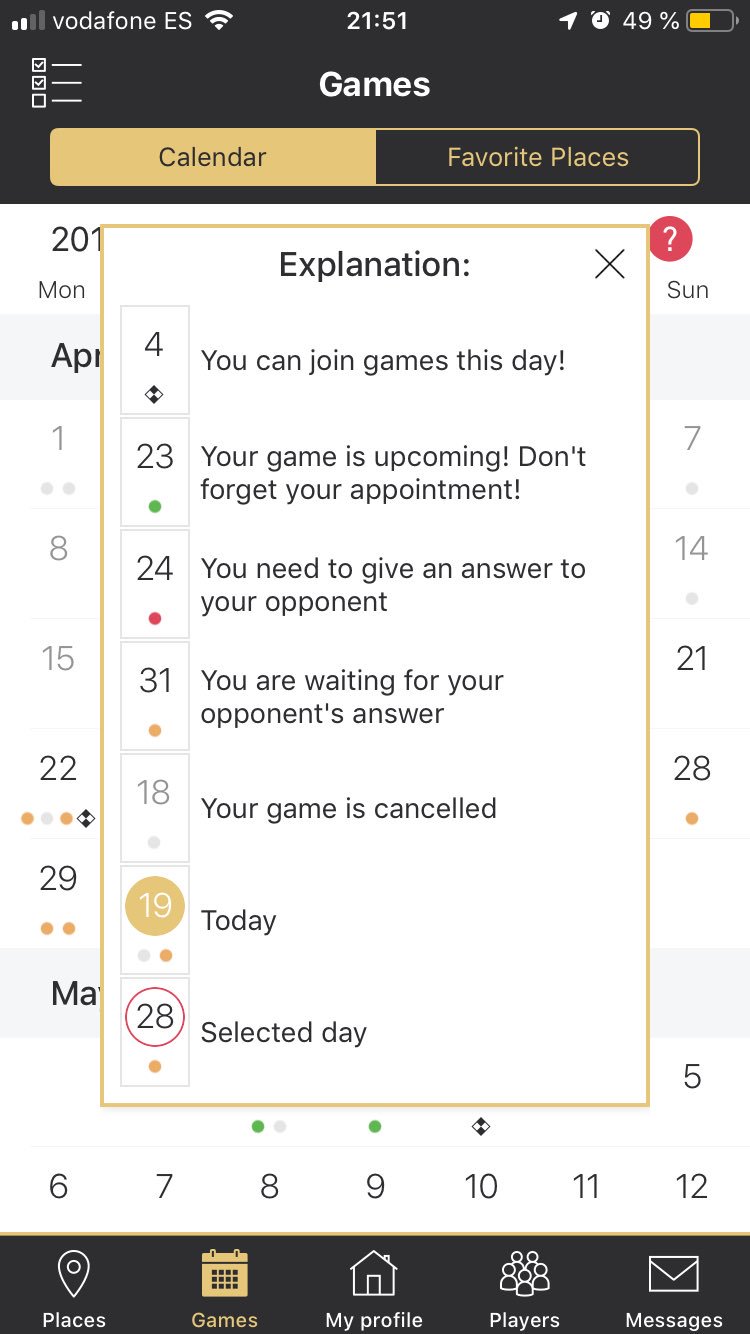 vodafone ES 21:51 49 %
Games
Calendar Favorite Places
201 ?
Explanation:
Mon Sun
Apr
4 You can join games this day!
1 7
23 Your game is upcoming! Don't
forget your appointment!
8 14
24 You need to give an answer to
your opponent
15 21
31 You are waiting for your
opponent's answer
22 28
18 Your game is cancelled
29
19 Today
May
28 Selected day
5
6 7 8 9 10 11 12
Places Games My profile Players Messages